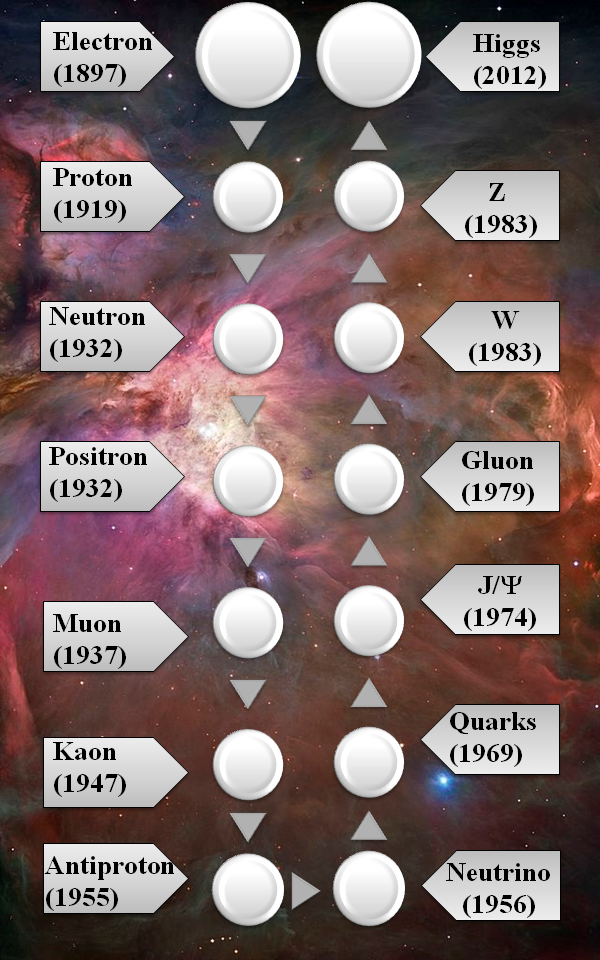 Electron
(1897)
Proton
(1919)
Neutron
(1932)
Positron
(1932)
Muon
(1937)
Kaon
(1947)
Antiproton
(1955)
Neutrino
(1956)
Quarks
(1969)
J/Ψ
(1974)
Gluon
(1979)
W
(1983)
Z
(1983)
Higgs
(2012)